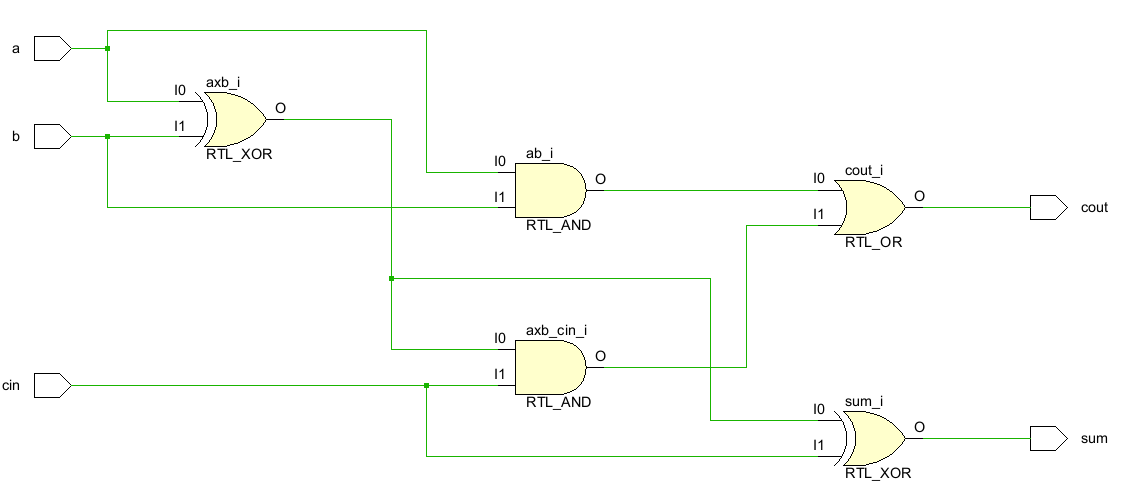 a
I0
axb_i
O
b
I1
RTL_XOR
I0
ab_i
O
I1
RTL_AND
I0
cout_i
O
cout
I1
RTL_OR
cin
I0
axb_cin_i
O
I1
RTL_AND
I0
sum_i
O
sum
I1
RTL_XOR